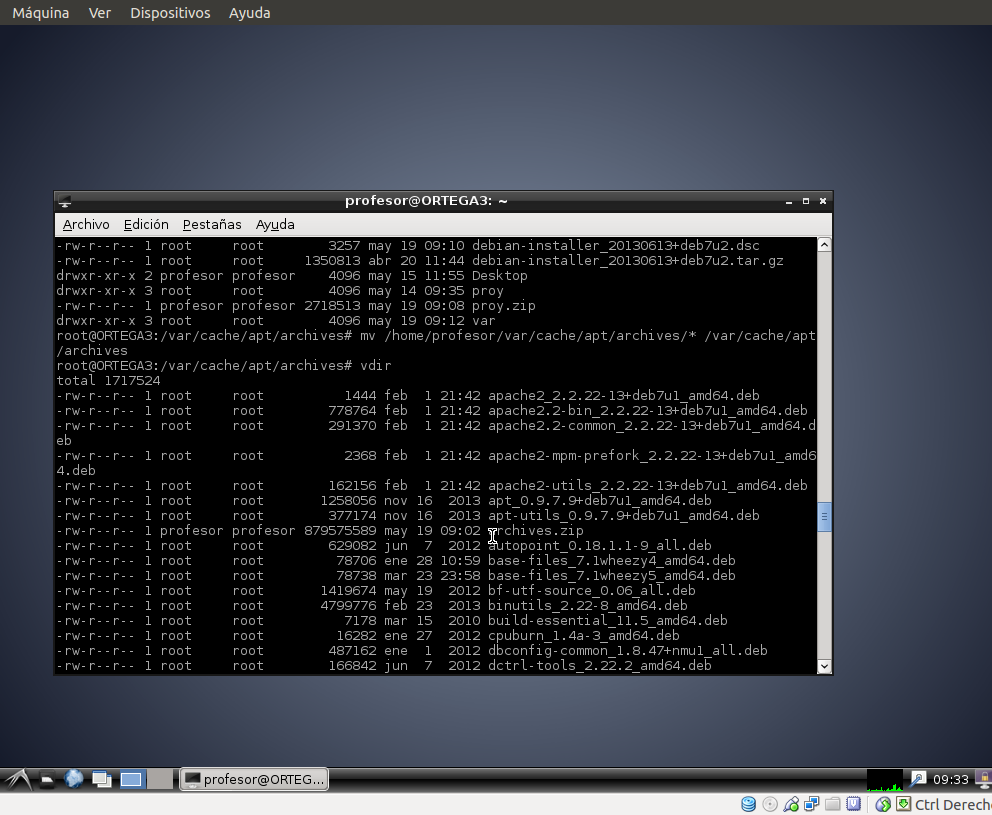 Máquina Ver Dispositivos Ayuda
profesor@ORTEGA3: ~
Archivo Edición Pestañas Ayuda
-rw-r--r-- 1 root     root        3257 may 19 09:10 debian-installer_20130613+deb7u2.dsc
-rw-r--r-- 1 root     root     1350813 abr 20 11:44 debian-installer_20130613+deb7u2.tar.gz
drwxr-xr-x 2 profesor profesor    4096 may 15 11:55 Desktop
drwxr-xr-x 3 root     root        4096 may 14 09:35 proy
-rw-r--r-- 1 profesor profesor 2718513 may 19 09:08 proy.zip
drwxr-xr-x 3 root     root        4096 may 19 09:12 var
root@ORTEGA3:/var/cache/apt/archives# mv /home/profesor/var/cache/apt/archives/* /var/cache/apt
/archives
root@ORTEGA3:/var/cache/apt/archives# vdir
total 1717524
-rw-r--r-- 1 root     root          1444 feb  1 21:42 apache2_2.2.22-13+deb7u1_amd64.deb
-rw-r--r-- 1 root     root        778764 feb  1 21:42 apache2.2-bin_2.2.22-13+deb7u1_amd64.deb
-rw-r--r-- 1 root     root        291370 feb  1 21:42 apache2.2-common_2.2.22-13+deb7u1_amd64.d
eb
-rw-r--r-- 1 root     root          2368 feb  1 21:42 apache2-mpm-prefork_2.2.22-13+deb7u1_amd6
4.deb
-rw-r--r-- 1 root     root        162156 feb  1 21:42 apache2-utils_2.2.22-13+deb7u1_amd64.deb
-rw-r--r-- 1 root     root       1258056 nov 16  2013 apt_0.9.7.9+deb7u1_amd64.deb
-rw-r--r-- 1 root     root        377174 nov 16  2013 apt-utils_0.9.7.9+deb7u1_amd64.deb
-rw-r--r-- 1 profesor profesor 879575589 may 19 09:02 archives.zip
-rw-r--r-- 1 root     root        629082 jun  7  2012 autopoint_0.18.1.1-9_all.deb
-rw-r--r-- 1 root     root         78706 ene 28 10:59 base-files_7.1wheezy4_amd64.deb
-rw-r--r-- 1 root     root         78738 mar 23 23:58 base-files_7.1wheezy5_amd64.deb
-rw-r--r-- 1 root     root       1419674 may 19  2012 bf-utf-source_0.06_all.deb
-rw-r--r-- 1 root     root       4799776 feb 23  2013 binutils_2.22-8_amd64.deb
-rw-r--r-- 1 root     root          7178 mar 15  2010 build-essential_11.5_amd64.deb
-rw-r--r-- 1 root     root         16282 ene 27  2012 cpuburn_1.4a-3_amd64.deb
-rw-r--r-- 1 root     root        487162 ene  1  2012 dbconfig-common_1.8.47+nmu1_all.deb
-rw-r--r-- 1 root     root        166842 jun  7  2012 dctrl-tools_2.22.2_amd64.deb
profesor@ORTEG... 09:33
Ctrl Derech